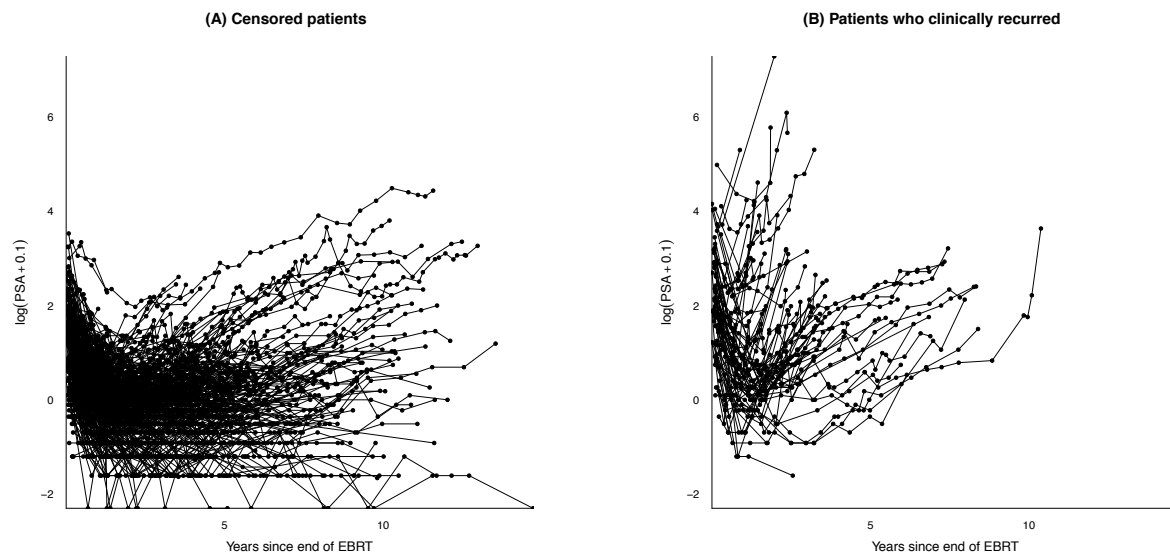 (A) Censored patients
6
4
2
0
−2
log(PSA + 0.1)
5
10
Years since end of EBRT
(B) Patients who clinically recurred
6
4
2
0
−2
log(PSA + 0.1)
5
10
Years since end of EBRT